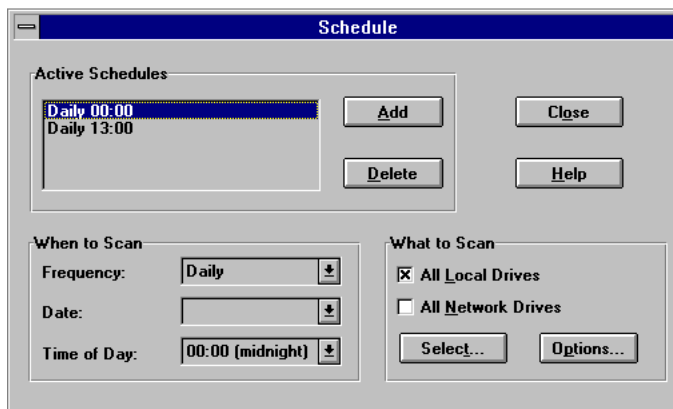 Schedule
Active Schedules
Daily 00:00
Daily 13:00
Add
Close
Delete
Help
When to Scan
Frequency:
Daily
Date:
Time of Day:
00:00 (midnight)
What to Scan
All Local Drives
All Network Drives
Select...
Options...